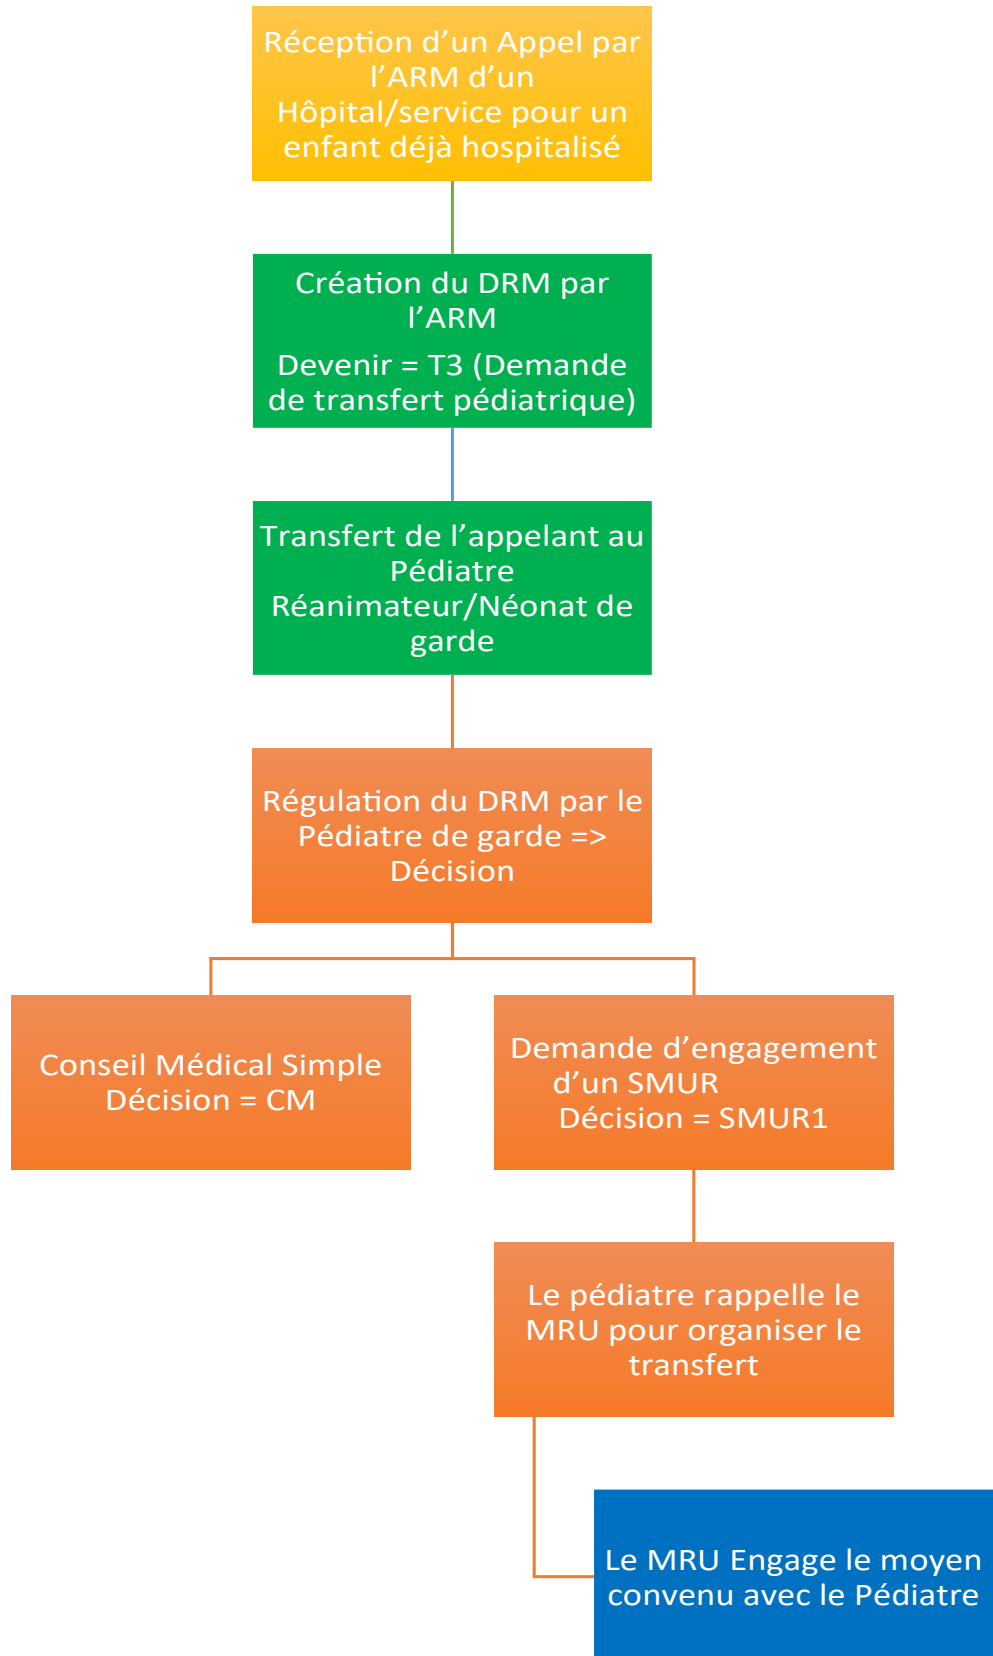 Réception d’un Appel par
l’ARM d’un
Hôpital/service pour un
enfant déjà hospitalisé
Création du DRM par
l’ARM
Devenir = T3 (Demande
de transfert pédiatrique)
Transfert de l’appelant au
Pédiatre
Réanimateur/Néonat de
garde
Régulation du DRM par le
Pédiatre de garde =>
Décision
Conseil Médical Simple
Décision = CM
Demande d’engagement
d’un SMUR
Décision = SMUR1
Le pédiatre rappelle le
MRU pour organiser le
transfert
Le MRU Engage le moyen
convenu avec le Pédiatre